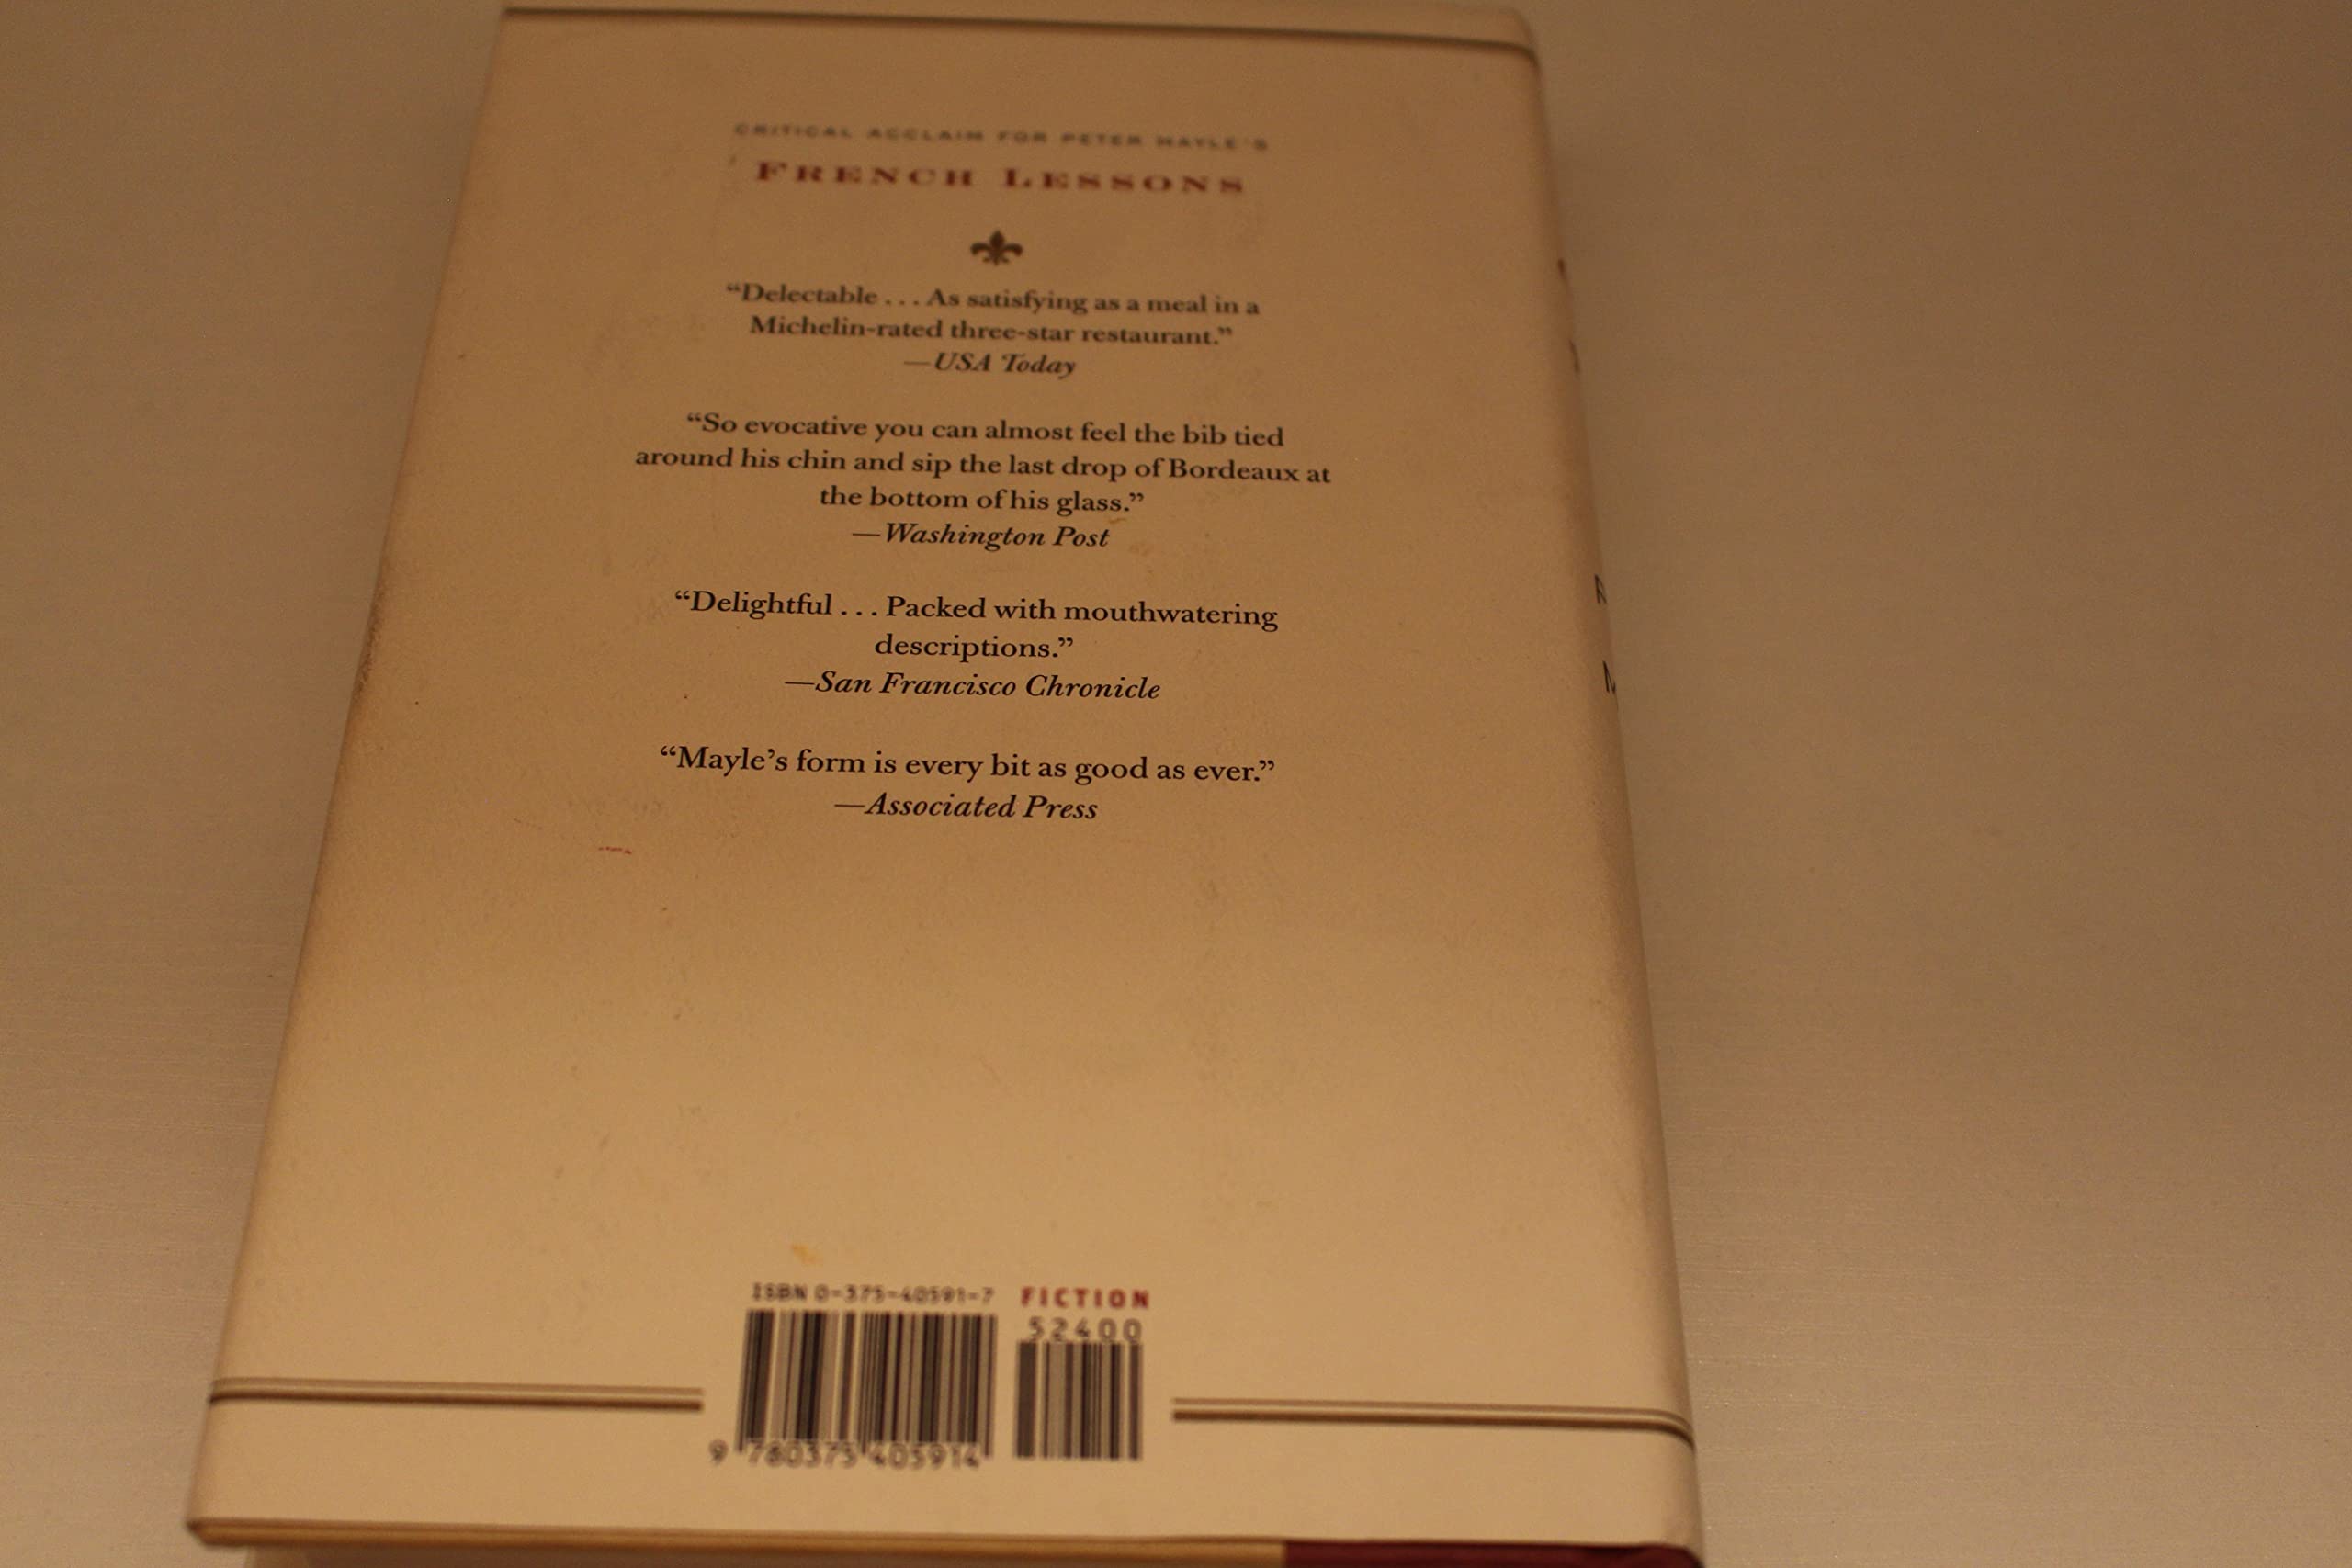 CRITICAL ACCLAIM FOR PETER MAYLE'S
FRENCH LESSONS
“Delectable . . . As satisfying as a meal in a
Michelin-rated three-star restaurant.”
—USA Today
“So evocative you can almost feel the bib tied
around his chin and sip the last drop of Bordeaux at
the bottom of his glass.”
—Washington Post
“Delightful . . . Packed with mouthwatering
descriptions.”
—San Francisco Chronicle
“Mayle’s form is every bit as good as ever.”
—Associated Press
ISBN 0-375-40591-7 FICTION
52400
9 780375 405914